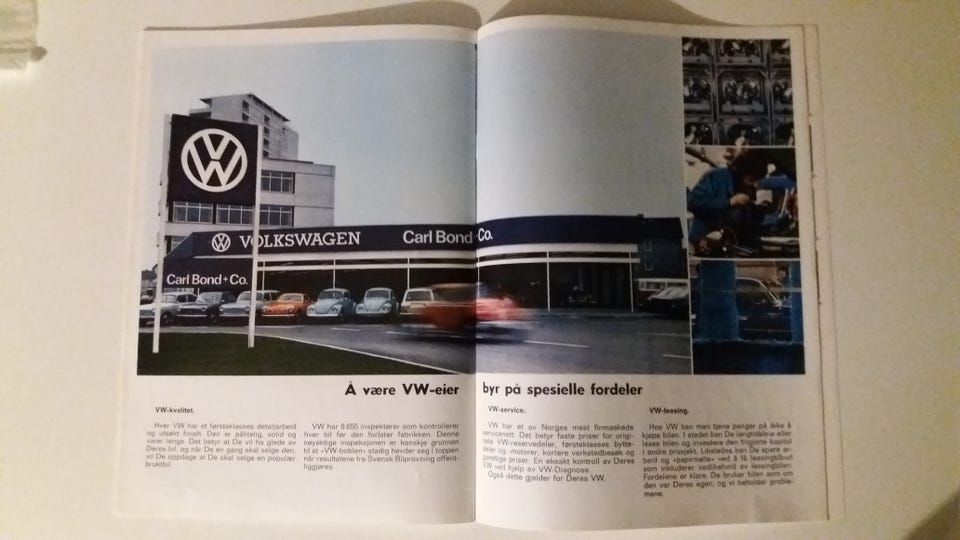 VW
VOLKSWAGEN Carl Bond+Co.
Carl Bond+Co.
Å være VW-eier byr på spesielle fordeler
VW-kvalitet.
Hver VW har et førsteklasses detaljarbeid
og utsøkt finish. Den er pålitelig, solid og
varer lenge. Det betyr at De vil ha glede av
Deres bil, og når De en gang skal selge den,
vil De oppdage at De skal selge en populær
bruktbil.
VW har 8.655 inspektører som kontrollerer
hver bil før den forlater fabrikken. Denne
nøyaktige inspeksjonen er kanskje grunnen
til at «VW-boblen» stadig hevder seg i toppen
når resultatene fra Svensk Bilprovning offent-
liggjøres.
VW-service.
VW har et av Norges mest finmaskede
servicenett. Det betyr faste priser for origi-
nale VW-reservedeler, førsteklasses bytte-
deler og -motorer, kortere verkstedbesøk og
gunstige priser. En eksakt kontroll av Deres
VW ved hjelp av VW-Diagnose.
Også dette gjelder for Deres VW.
VW-leasing.
Hos VW kan man tjene penger på ikke å
kjøpe bilen. I stedet kan De langtidsleie eller
lease bilen og investere den frigjorte kapital
i andre prosjekt. Likeledes kan De spare ar-
beid og «papirmølle» ved å få leasingtilbud
som inkluderer vedlikehold av leasingbilen.
Fordelene er klare. De bruker bilen som om
den var Deres egen, og vi beholder proble-
mene.